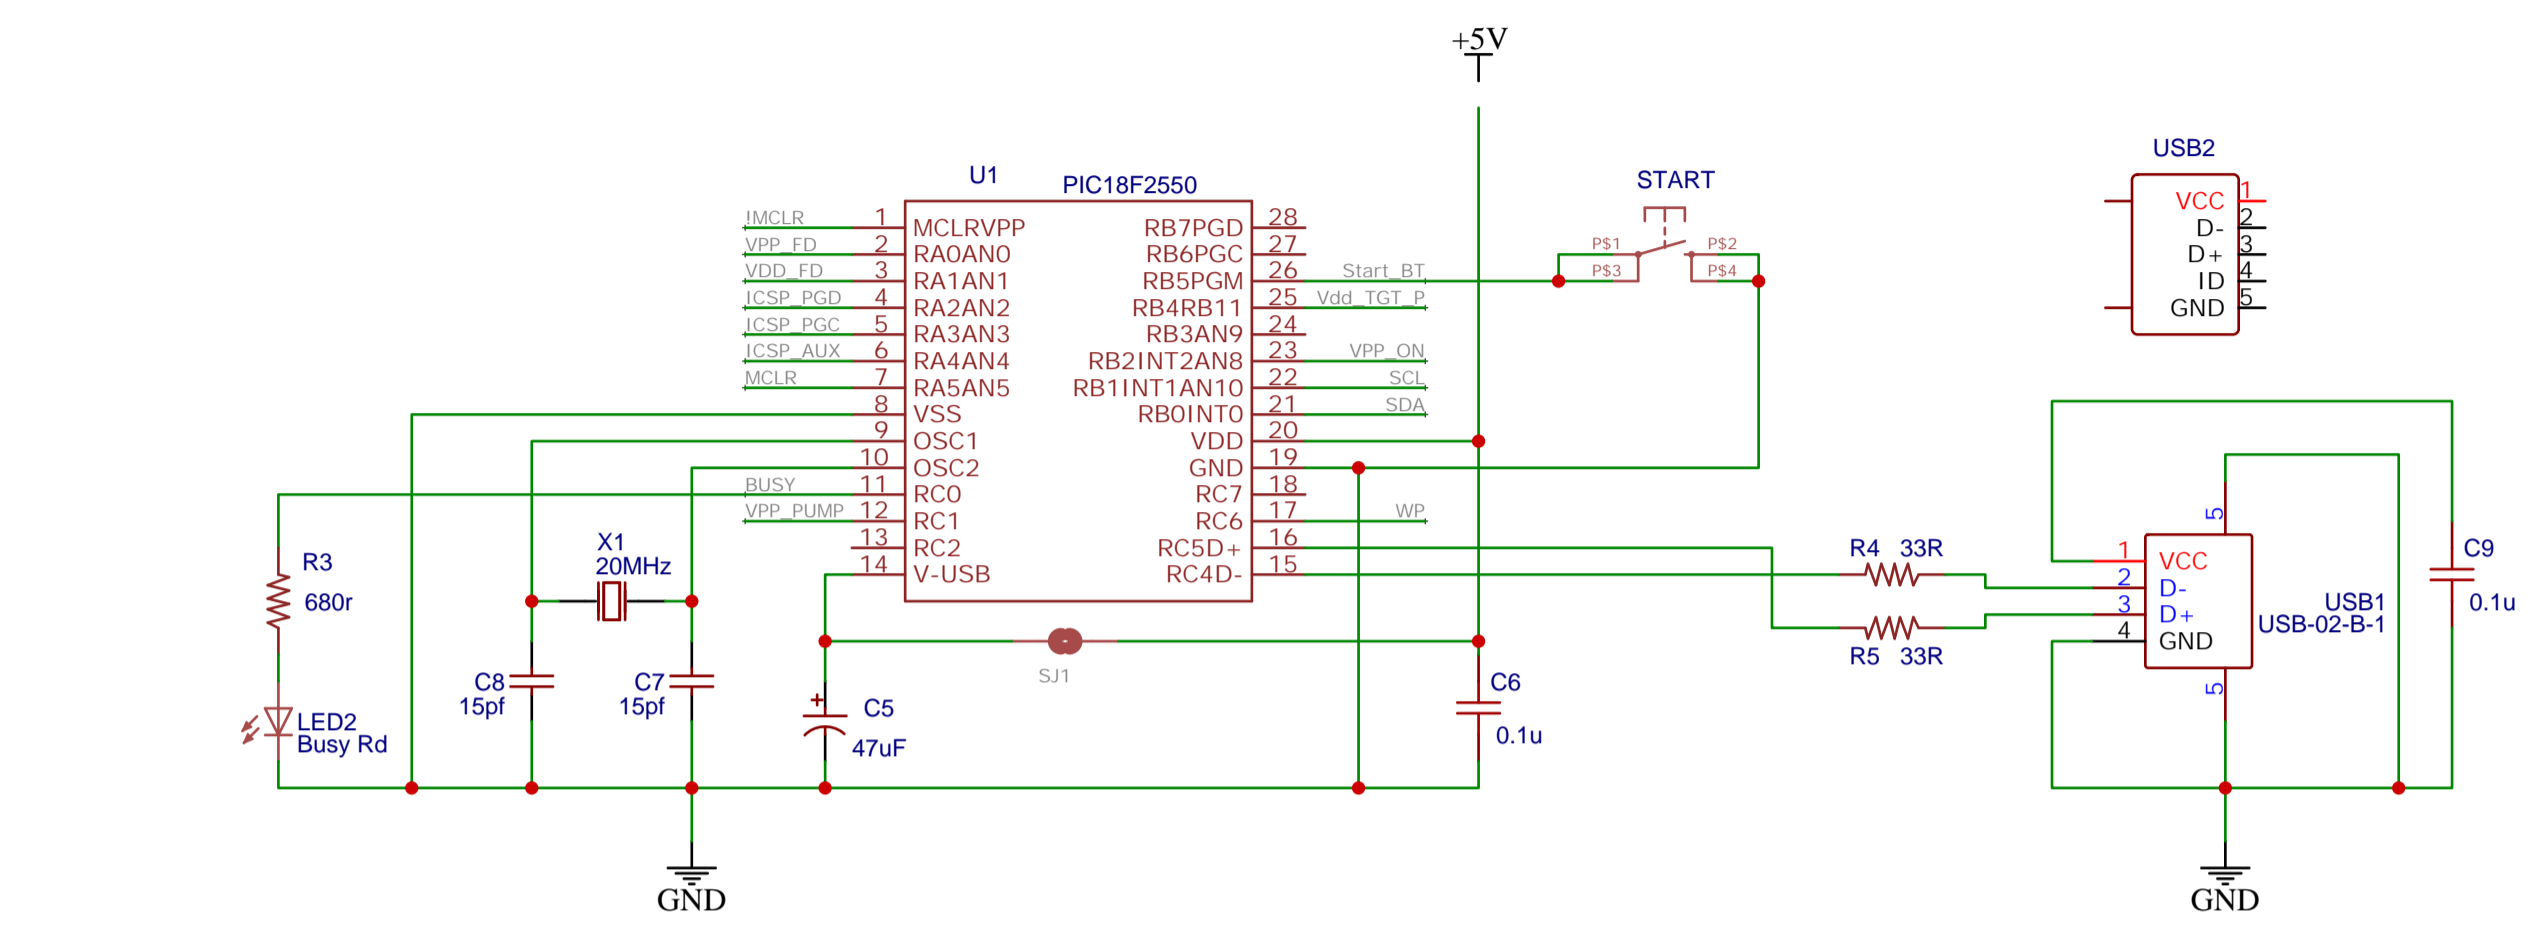 +5V
USB2
VCC 1
D- 2
D+ 3
ID 4
GND 5
START
P$1
P$2
P$3
P$4
U1
PIC18F2550
!MCLR 1 MCLRVPP
VPP_FD 2 RA0AN0
VDD_FD 3 RA1AN1
ICSP_PGD 4 RA2AN2
ICSP_PGC 5 RA3AN3
ICSP_AUX 6 RA4AN4
MCLR 7 RA5AN5
8 VSS
9 OSC1
10 OSC2
BUSY 11 RC0
VPP_PUMP 12 RC1
13 RC2
14 V-USB
RB7PGD 28
RB6PGC 27
RB5PGM 26 Start_BT
RB4RB11 25 Vdd_TGT_P
RB3AN9 24
RB2INT2AN8 23 VPP_ON
RB1INT1AN10 22 SCL
RB0INT0 21 SDA
VDD 20
GND 19
RC7 18
RC6 17 WP
RC5D+ 16
RC4D- 15
R3
680r
LED2
Busy Rd
X1
20MHz
C8
15pf
C7
15pf
C5
47uF
SJ1
C6
0.1u
R4 33R
R5 33R
5
1 VCC
2 D-
3 D+
4 GND
5
USB1
USB-02-B-1
C9
0.1u
GND
GND